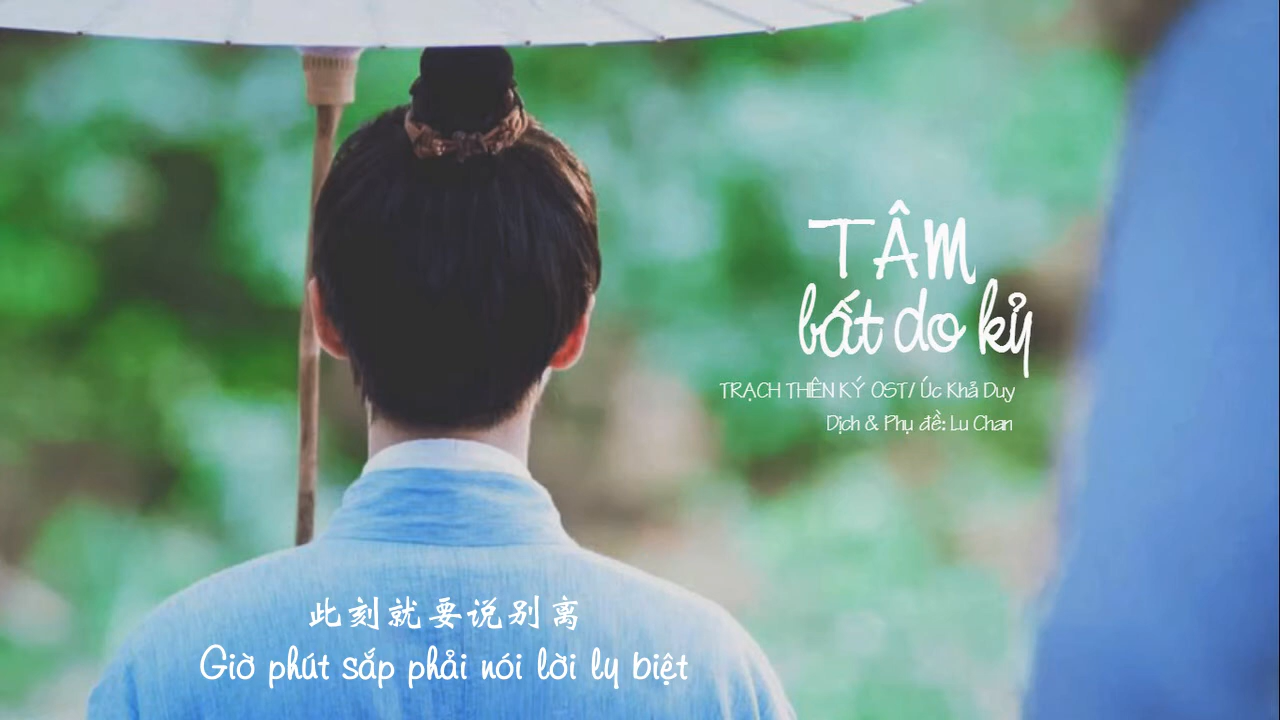 TÂM
bất do kỷ
TRẠCH THIÊN KÝ OST/ Úc Khả Duy
Dịch & Phụ đề: Lu Chan
此刻就要说别离
Giờ phút sắp phải nói lời ly biệt